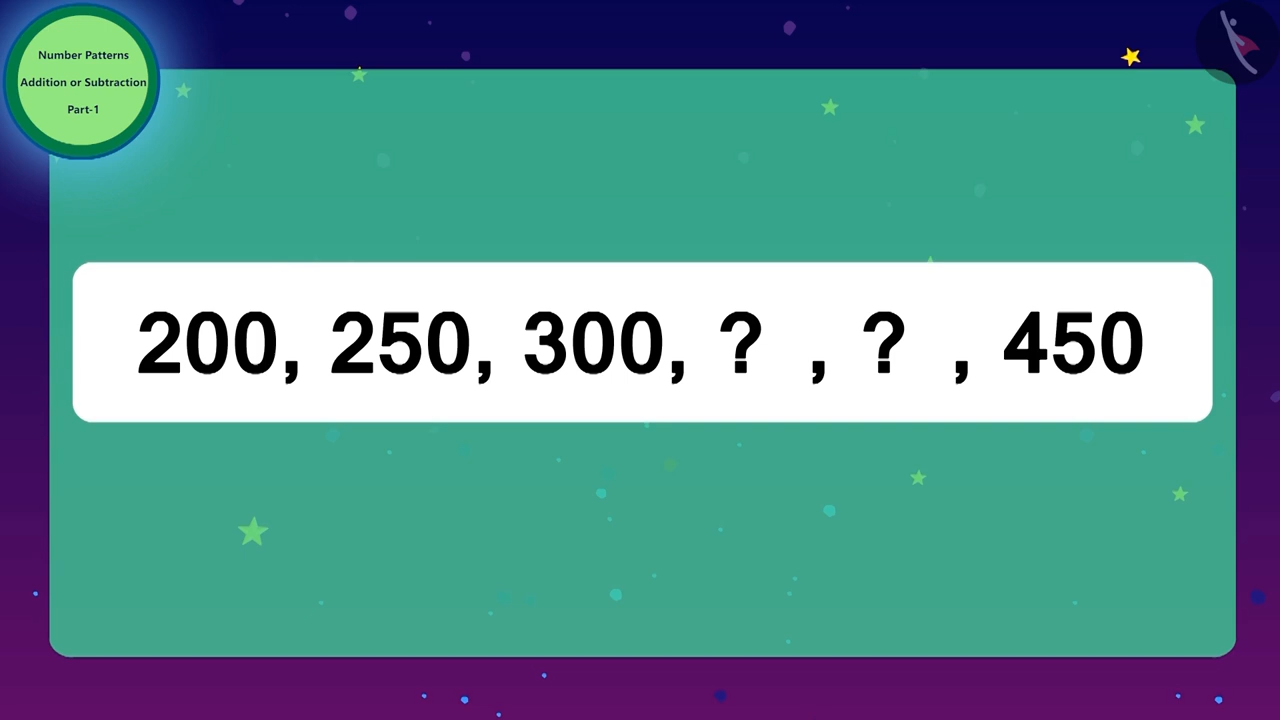 Number Patterns
Addition or Subtraction
Part-1
200, 250, 300, ? , ? , 450